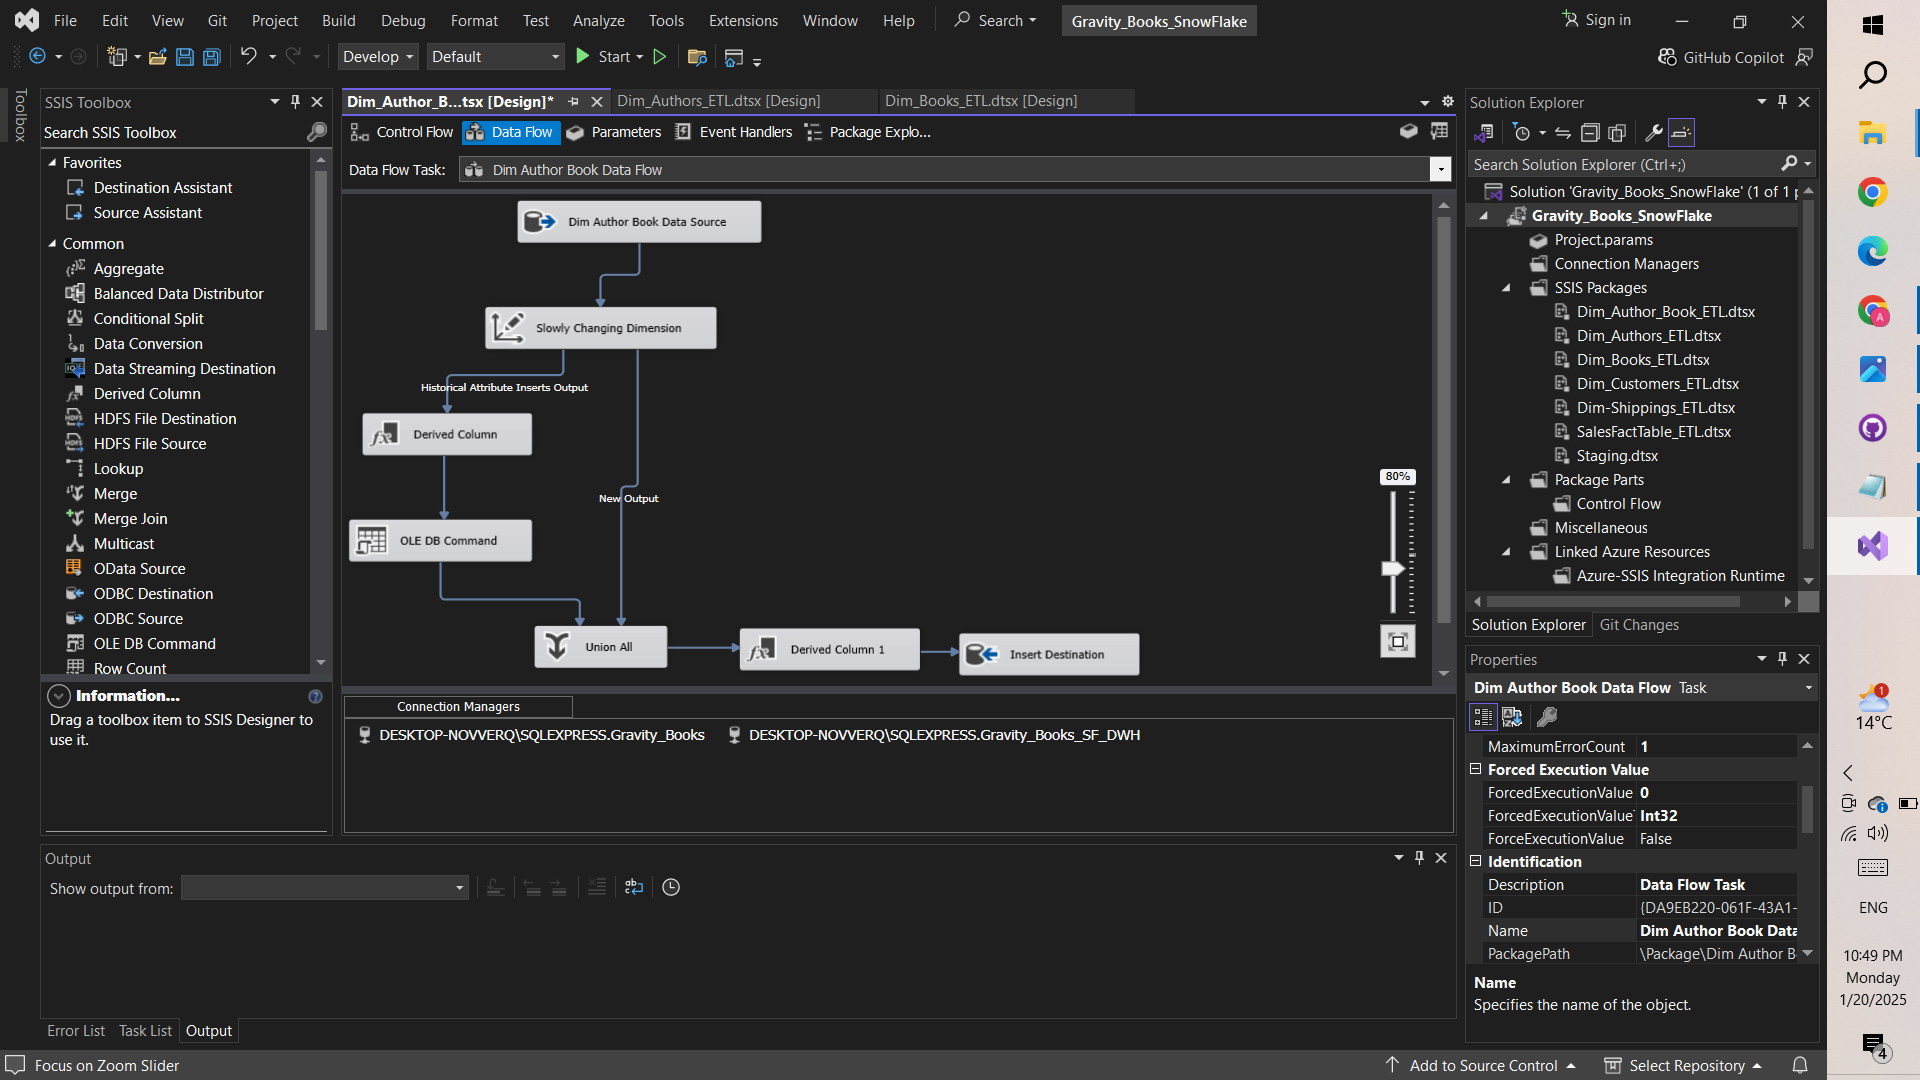 File Edit View Git Project Build Debug Format Test Analyze Tools Extensions Window Help Search Gravity_Books_SnowFlake Sign in
Develop Default Start GitHub Copilot
Toolbox
SSIS Toolbox
Search SSIS Toolbox
Favorites
Destination Assistant
Source Assistant
Common
Aggregate
Balanced Data Distributor
Conditional Split
Data Conversion
Data Streaming Destination
Derived Column
HDFS File Destination
HDFS File Source
Lookup
Merge
Merge Join
Multicast
OData Source
ODBC Destination
ODBC Source
OLE DB Command
Row Count
Information...
Drag a toolbox item to SSIS Designer to
use it.
Dim_Author_B...tsx [Design]* Dim_Authors_ETL.dtsx [Design] Dim_Books_ETL.dtsx [Design]
Control Flow Data Flow Parameters Event Handlers Package Explo...
Data Flow Task: Dim Author Book Data Flow
Dim Author Book Data Source
Slowly Changing Dimension
Historical Attribute Inserts Output
Derived Column
New Output
OLE DB Command
Union All
Derived Column 1
Insert Destination
80%
Connection Managers
DESKTOP-NOVVERQ\SQLEXPRESS.Gravity_Books DESKTOP-NOVVERQ\SQLEXPRESS.Gravity_Books_SF_DWH
Output
Show output from:
Error List Task List Output
Solution Explorer
Search Solution Explorer (Ctrl+;)
Solution 'Gravity_Books_SnowFlake' (1 of 1 p
Gravity_Books_SnowFlake
Project.params
Connection Managers
SSIS Packages
Dim_Author_Book_ETL.dtsx
Dim_Authors_ETL.dtsx
Dim_Books_ETL.dtsx
Dim_Customers_ETL.dtsx
Dim-Shippings_ETL.dtsx
SalesFactTable_ETL.dtsx
Staging.dtsx
Package Parts
Control Flow
Miscellaneous
Linked Azure Resources
Azure-SSIS Integration Runtime
Solution Explorer Git Changes
Properties
Dim Author Book Data Flow Task
MaximumErrorCount 1
Forced Execution Value
ForcedExecutionValue 0
ForcedExecutionValue Int32
ForceExecutionValue False
Identification
Description Data Flow Task
ID {DA9EB220-061F-43A1-
Name Dim Author Book Data
PackagePath \Package\Dim Author B
Name
Specifies the name of the object.
Focus on Zoom Slider Add to Source Control Select Repository
A
1
14°C
ENG
10:49 PM
Monday
1/20/2025
4